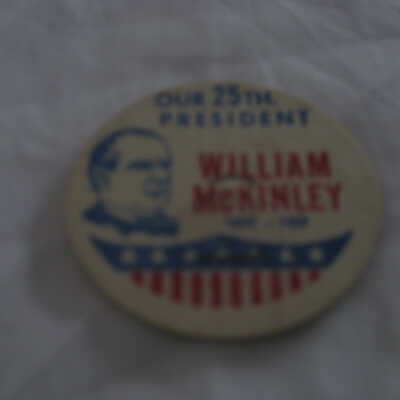 OUR 25TH.
PRESIDENT
WILLIAM
McKINLEY